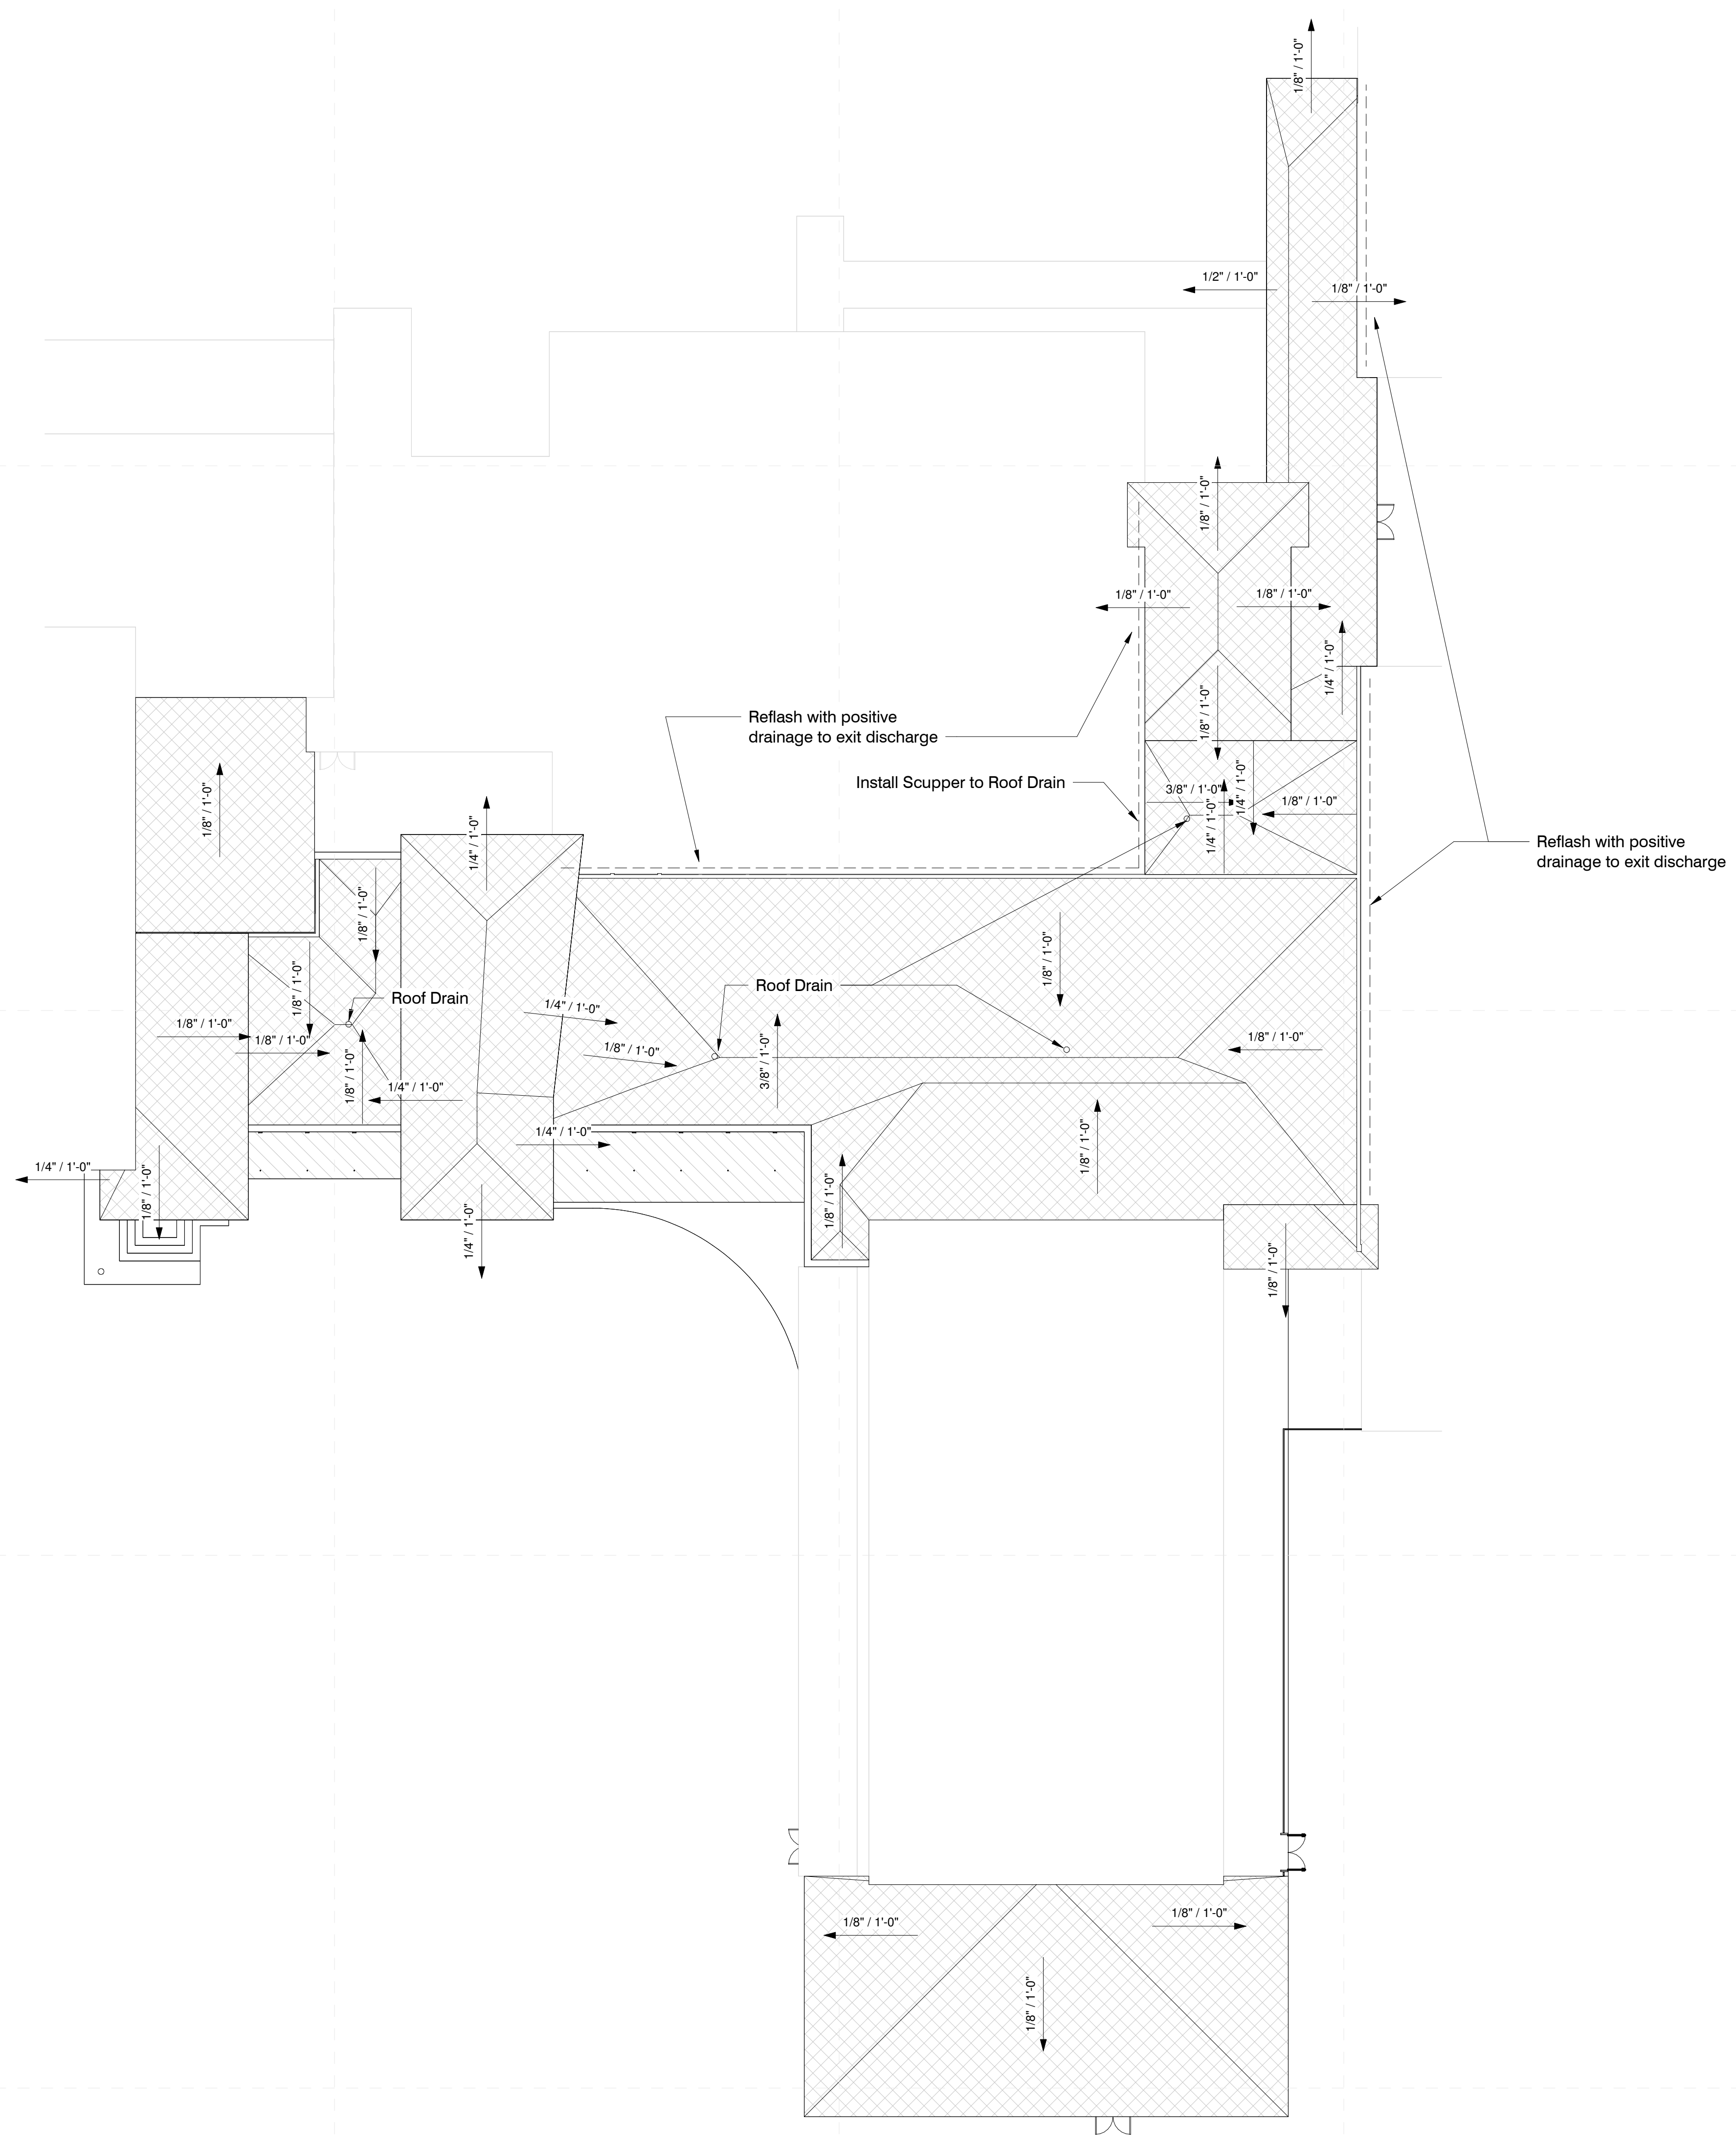 1/8" / 1'-0"
1/2" / 1'-0"
1/8" / 1'-0"
1/8" / 1'-0"
1/8" / 1'-0"
1/8" / 1'-0"
1/4" / 1'-0"
1/8" / 1'-0"
Reflash with positive
drainage to exit discharge
Install Scupper to Roof Drain
3/8" / 1'-0"
1/4" / 1'-0"
1/4" / 1'-0"
1/8" / 1'-0"
Reflash with positive
drainage to exit discharge
1/8" / 1'-0"
1/4" / 1'-0"
1/8" / 1'-0"
1/8" / 1'-0"
Roof Drain
Roof Drain
1/8" / 1'-0"
1/4" / 1'-0"
1/8" / 1'-0"
1/8" / 1'-0"
1/8" / 1'-0"
3/8" / 1'-0"
1/8" / 1'-0"
1/8" / 1'-0"
1/4" / 1'-0"
1/4" / 1'-0"
1/8" / 1'-0"
1/4" / 1'-0"
1/8" / 1'-0"
1/8" / 1'-0"
1/4" / 1'-0"
1/8" / 1'-0"
1/8" / 1'-0"
1/8" / 1'-0"
1/8" / 1'-0"